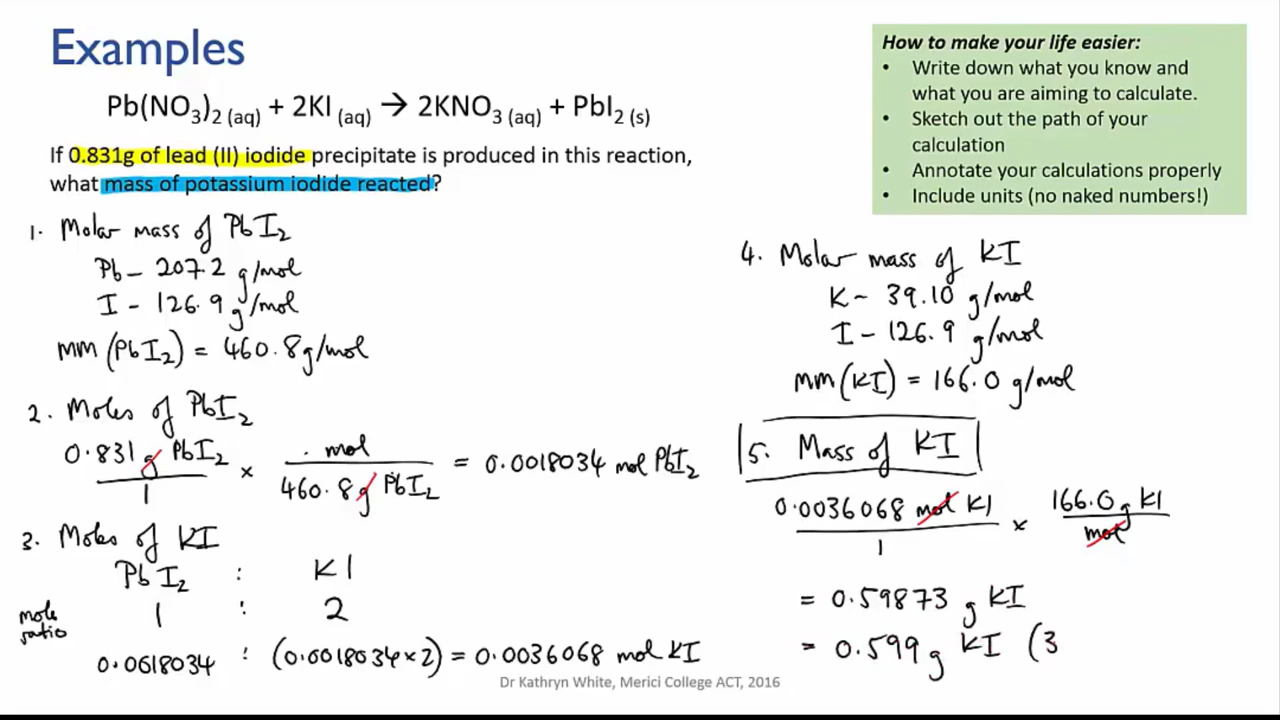 Examples
Pb(NO₃)₂ (aq) + 2KI (aq) → 2KNO₃ (aq) + PbI₂ (s)
If 0.831g of lead (II) iodide precipitate is produced in this reaction,
what mass of potassium iodide reacted?
How to make your life easier:
• Write down what you know and
what you are aiming to calculate.
• Sketch out the path of your
calculation
• Annotate your calculations properly
• Include units (no naked numbers!)
1. Molar mass of PbI₂
Pb – 207.2 g/mol
I – 126.9 g/mol
MM (PbI₂) = 460.8g/mol
2. Moles of PbI₂
0.831 g PbI₂ × mol = 0.0018034 mol PbI₂
1 460.8g PbI₂
3. Moles of KI
PbI₂ : KI
mole ratio 1 : 2
0.0018034 : (0.0018034×2) = 0.0036068 mol KI
4. Molar mass of KI
K – 39.10 g/mol
I – 126.9 g/mol
MM (KI) = 166.0 g/mol
5. Mass of KI
0.0036068 mol KI × 166.0g KI
1 mol
= 0.59873 g KI
= 0.599g KI (3
Dr Kathryn White, Merici College ACT, 2016